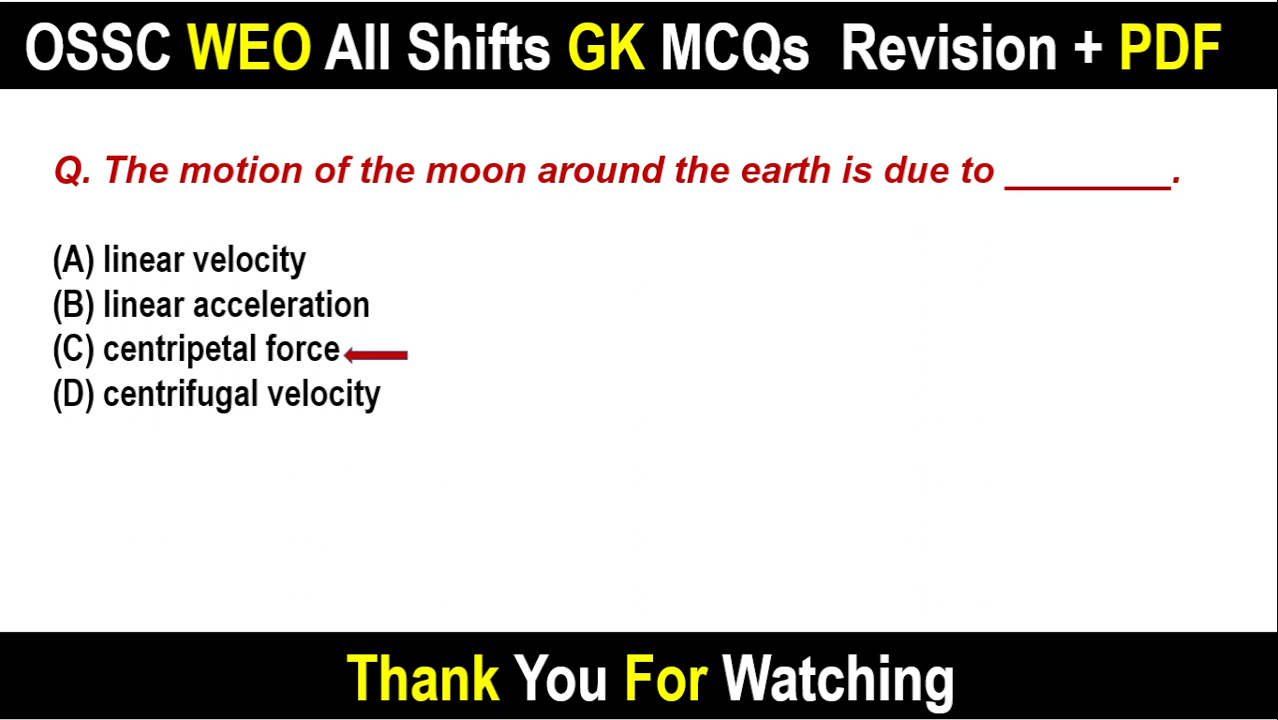 OSSC WEO All Shifts GK MCQs Revision + PDF
Q. The motion of the moon around the earth is due to ________.
(A) linear velocity
(B) linear acceleration
(C) centripetal force
(D) centrifugal velocity
Thank You For Watching